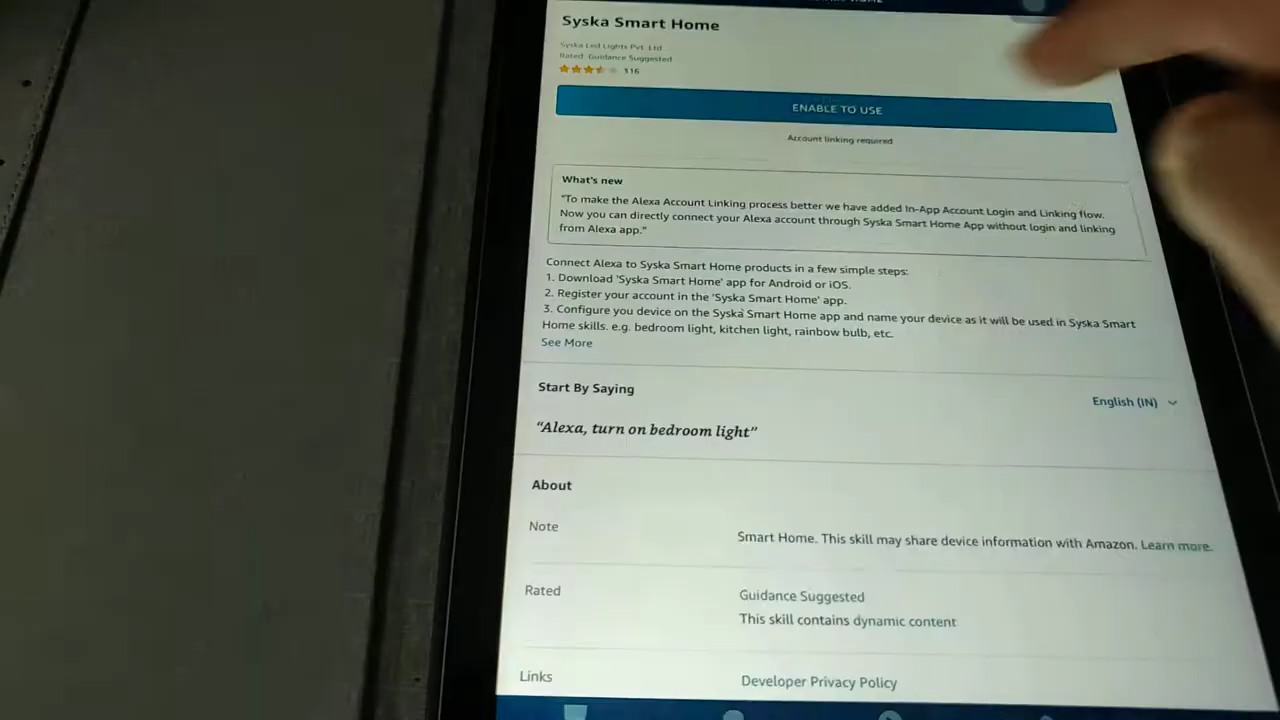 Syska Smart Home
Syska Led Lights Pvt. Ltd
Rated: Guidance Suggested
116
ENABLE TO USE
Account linking required
What's new
"To make the Alexa Account Linking process better we have added In-App Account Login and Linking flow.
Now you can directly connect your Alexa account through Syska Smart Home App without login and linking
from Alexa app."
Connect Alexa to Syska Smart Home products in a few simple steps:
1. Download 'Syska Smart Home' app for Android or iOS.
2. Register your account in the 'Syska Smart Home' app.
3. Configure you device on the Syska Smart Home app and name your device as it will be used in Syska Smart
Home skills. e.g. bedroom light, kitchen light, rainbow bulb, etc.
See More
Start By Saying
English (IN)
"Alexa, turn on bedroom light"
About
Note
Smart Home. This skill may share device information with Amazon. Learn more.
Rated
Guidance Suggested
This skill contains dynamic content
Links
Developer Privacy Policy